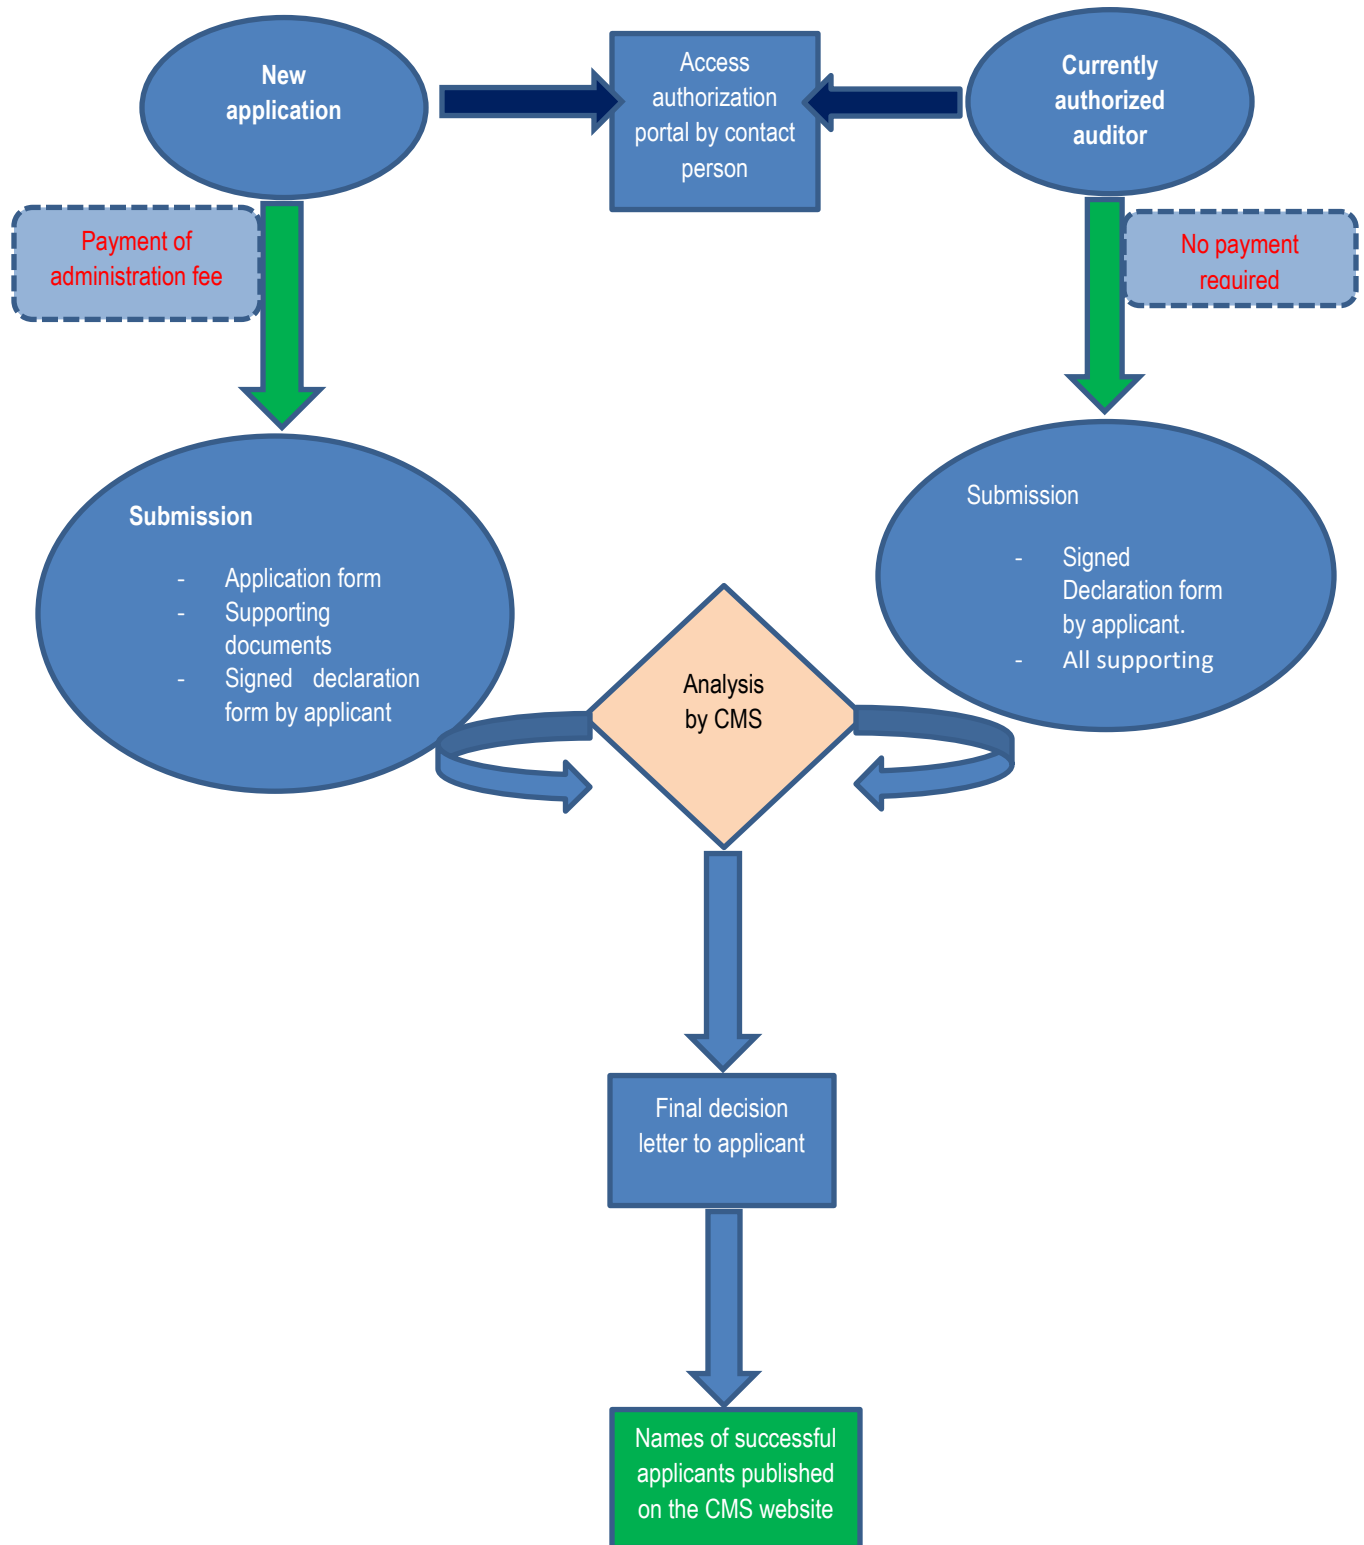 New
application
Access
authorization
portal by contact
person
Currently
authorized
auditor
Payment of
administration fee
No payment
required
Submission
- Application form
- Supporting
documents
- Signed declaration
form by applicant
Submission
- Signed
Declaration form
by applicant.
- All supporting
Analysis
by CMS
Final decision
letter to applicant
Names of successful
applicants published
on the CMS website